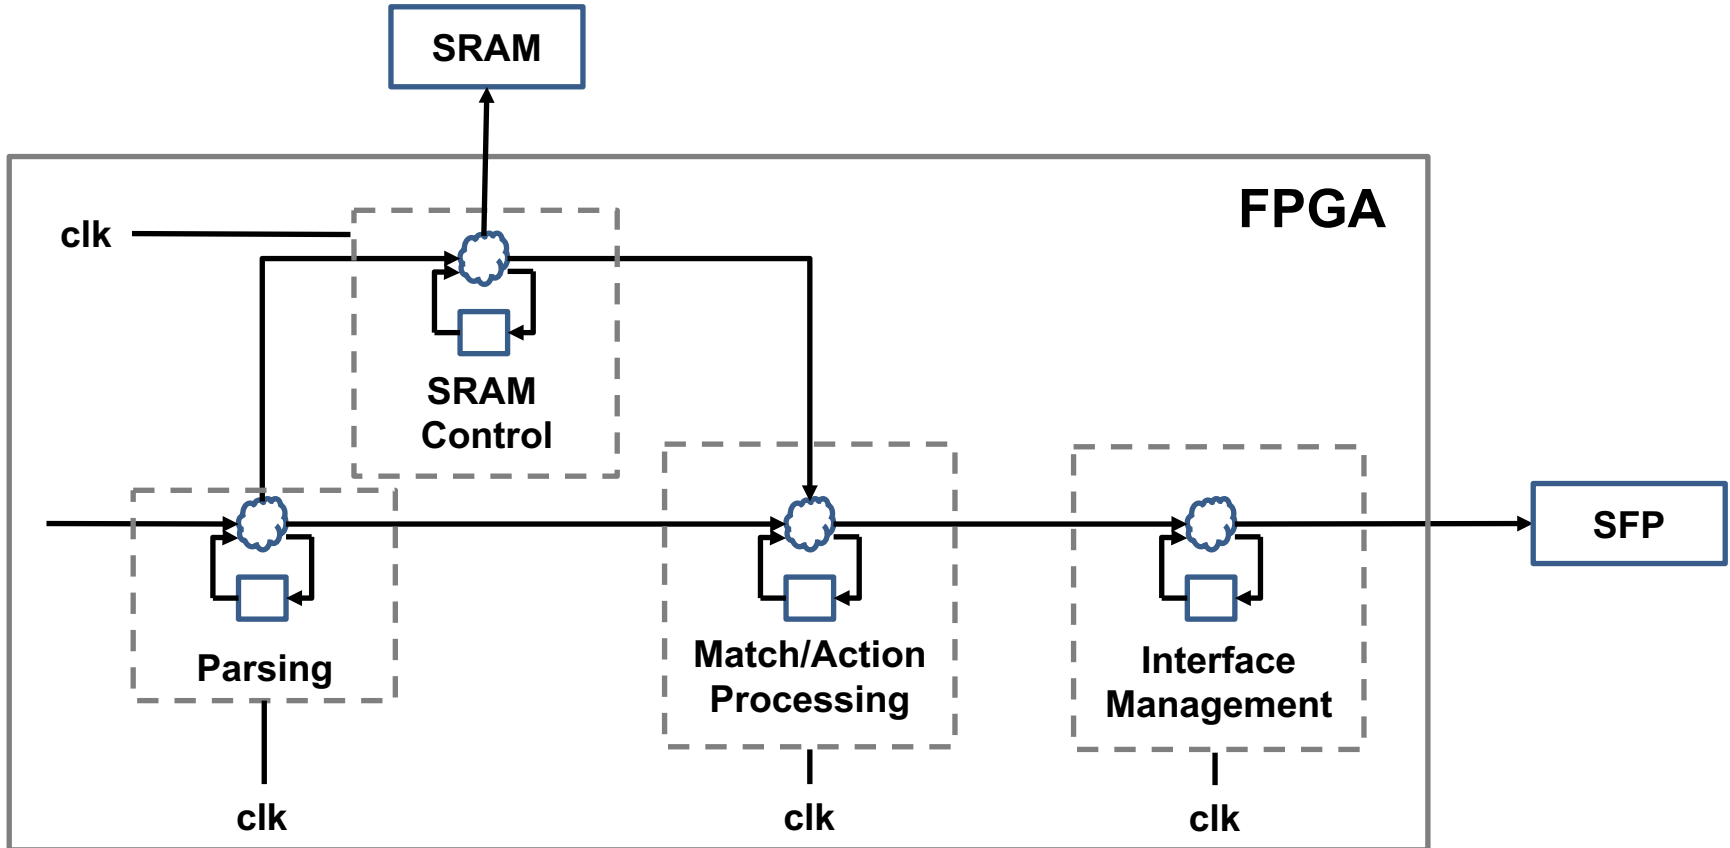 SRAM
FPGA
clk
SRAM
Control
SFP
Parsing
Match/Action
Processing
Interface
Management
clk
clk
clk